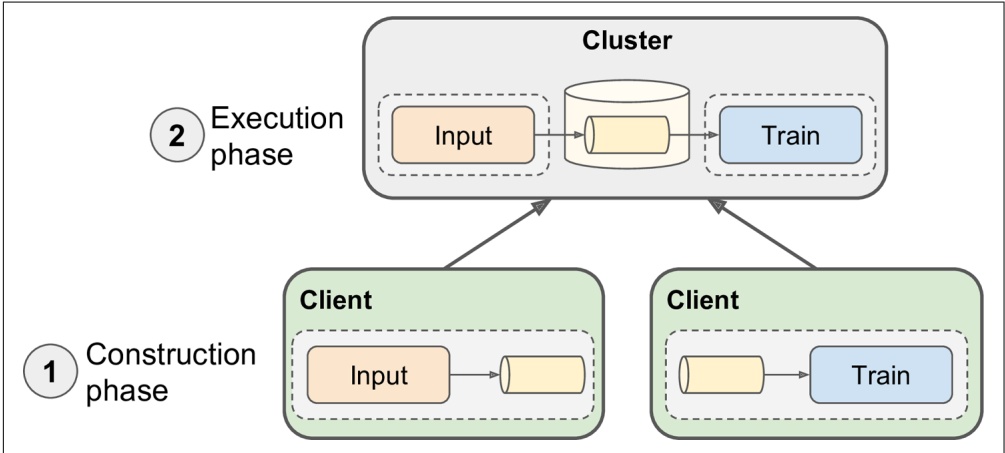 Cluster
2
Execution
phase
Input
Train
Client
Client
1
Construction
phase
Input
Train